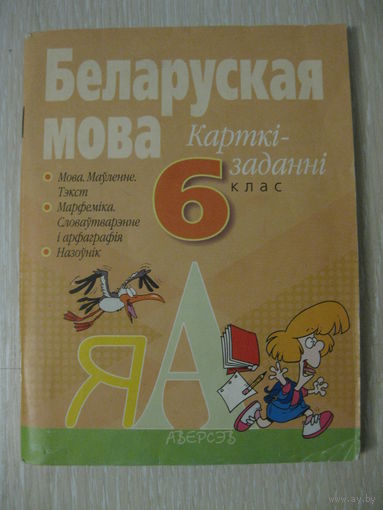 Беларуская
мова
Карткі-
заданні
6
клас
• Мова. Маўленне.
Тэкст
• Марфеміка.
Словаўтварэнне
і арфаграфія
• Назоўнік
Я А
АВЕРСЭВ
www.ay.by